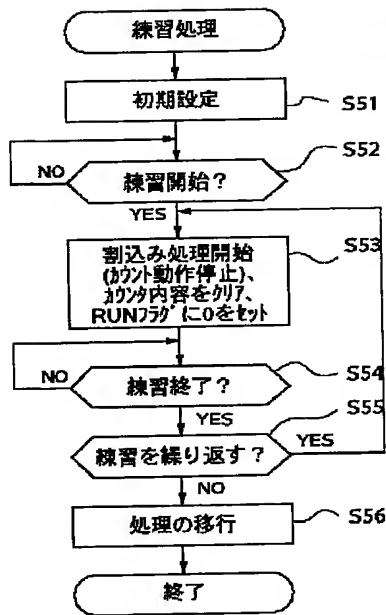 練習処理
初期設定
S51
S52
NO
練習開始?
YES
S53
割込み処理開始
(ｶｳﾝﾄ動作停止)、
ｶｳﾝﾀ内容をｸﾘｱ、
RUNﾌﾗｸﾞに0をｾｯﾄ
S54
NO
練習終了?
S55
YES
YES
練習を繰り返す?
NO
S56
処理の移行
終了